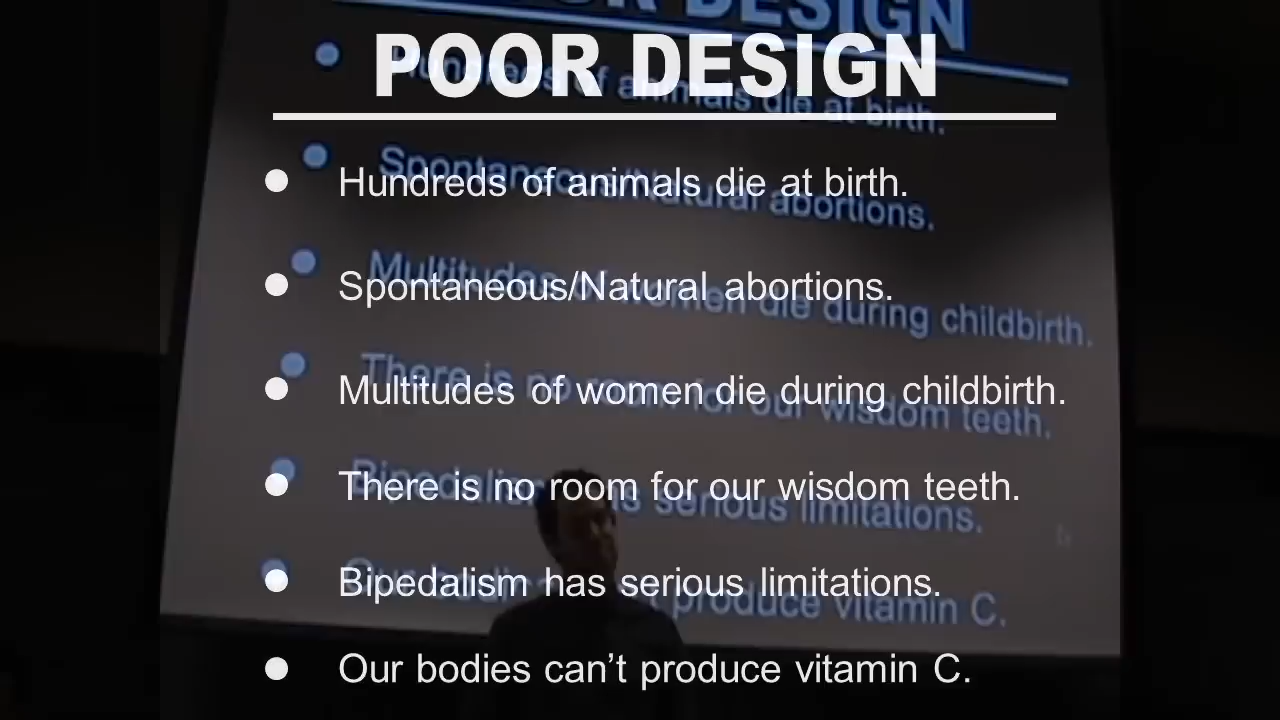 POOR DESIGN
● Hundreds of animals die at birth.
● Spontaneous/Natural abortions.
● Multitudes of women die during childbirth.
● There is no room for our wisdom teeth.
● Bipedalism has serious limitations.
● Our bodies can’t produce vitamin C.